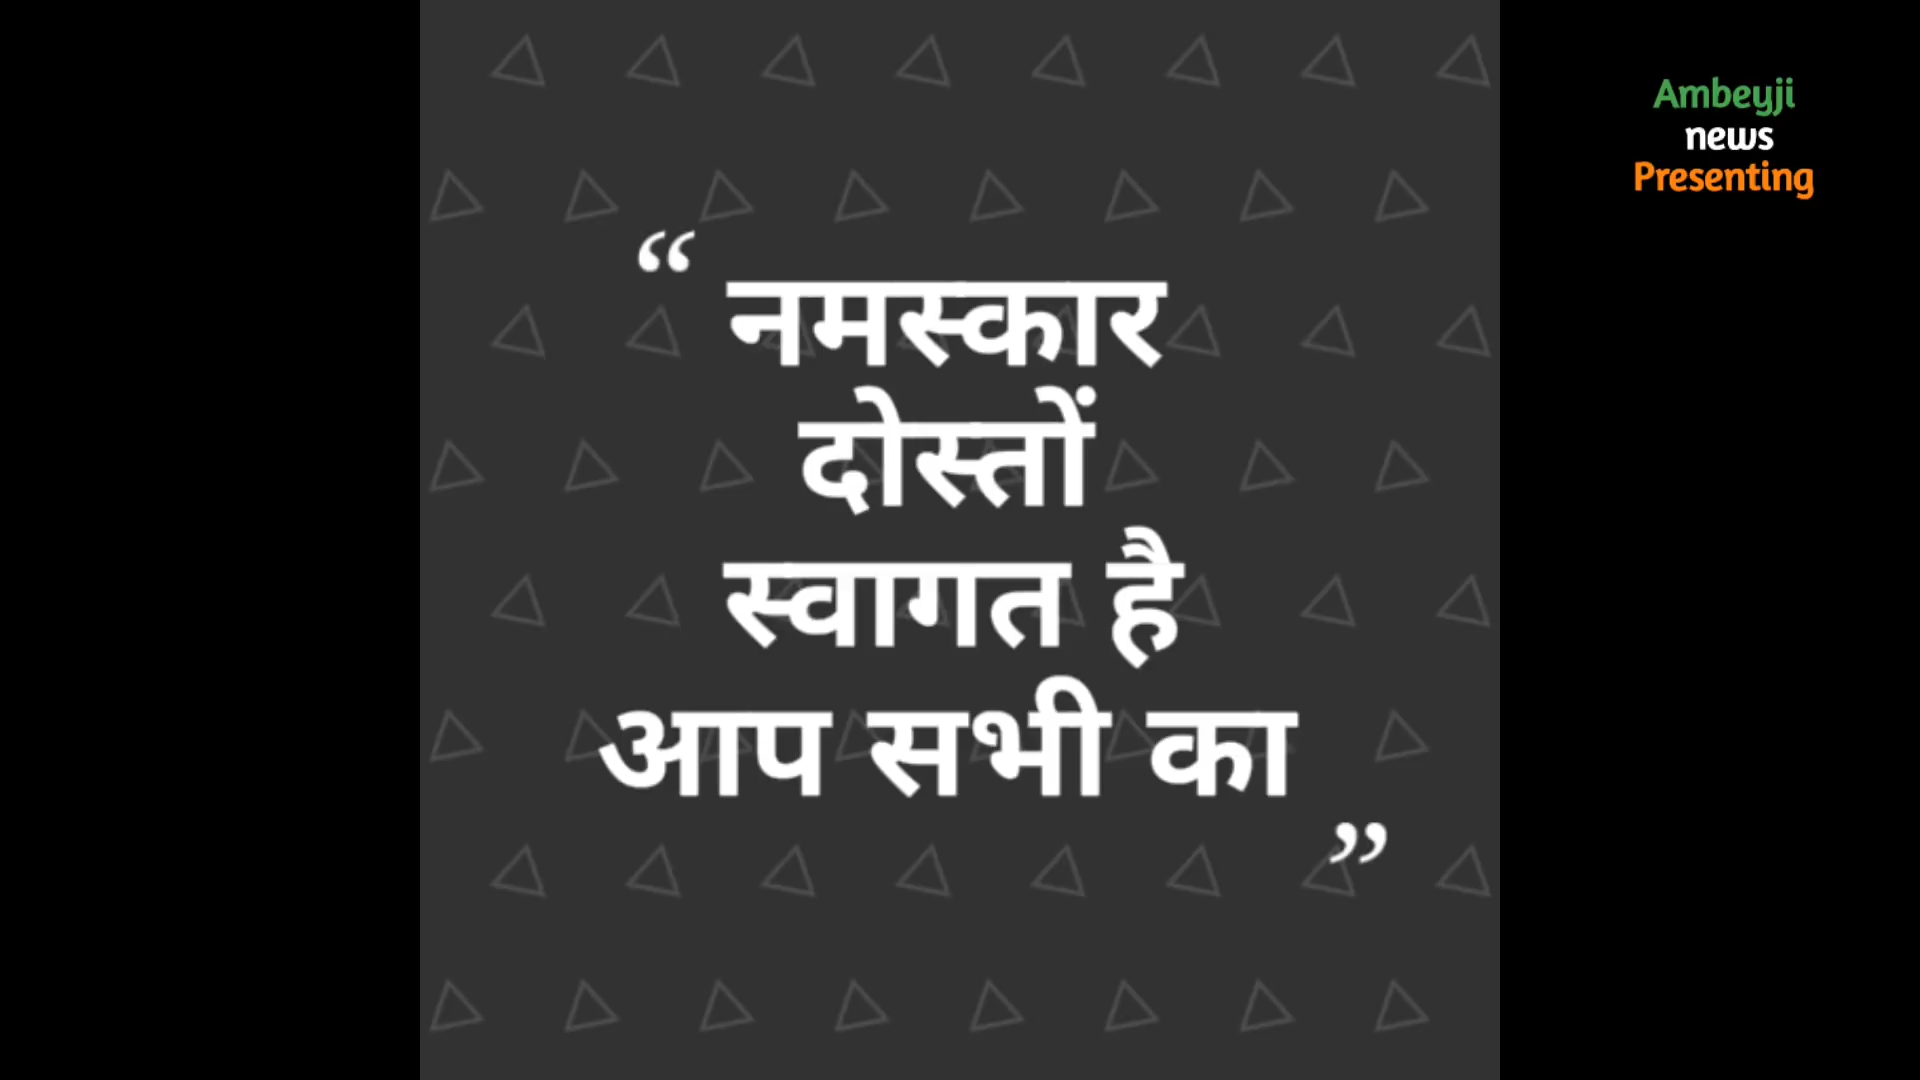 “नमस्कार
दोस्तों
स्वागत है
आप सभी का”
Ambeyji
news
Presenting